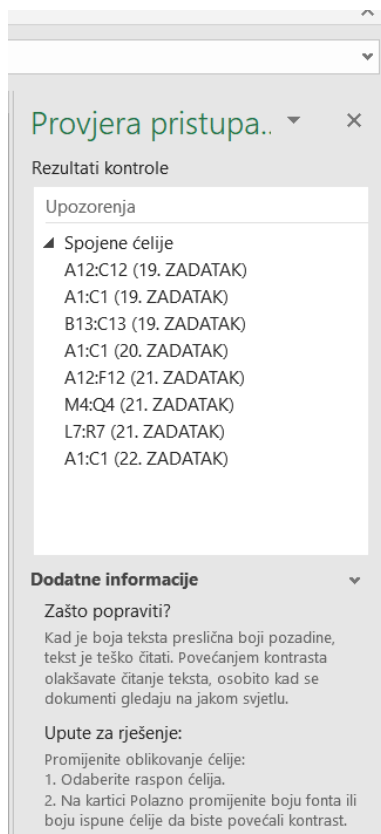 Provjera pristupa..
Rezultati kontrole
Upozorenja
Spojene ćelije
A12:C12 (19. ZADATAK)
A1:C1 (19. ZADATAK)
B13:C13 (19. ZADATAK)
A1:C1 (20. ZADATAK)
A12:F12 (21. ZADATAK)
M4:Q4 (21. ZADATAK)
L7:R7 (21. ZADATAK)
A1:C1 (22. ZADATAK)
Dodatne informacije
Zašto popraviti?
Kad je boja teksta preslična boji pozadine,
tekst je teško čitati. Povećanjem kontrasta
olakšavate čitanje teksta, osobito kad se
dokumenti gledaju na jakom svjetlu.
Upute za rješenje:
Promijenite oblikovanje ćelije:
1. Odaberite raspon ćelija.
2. Na kartici Polazno promijenite boju fonta ili
boju ispune ćelije da biste povećali kontrast.